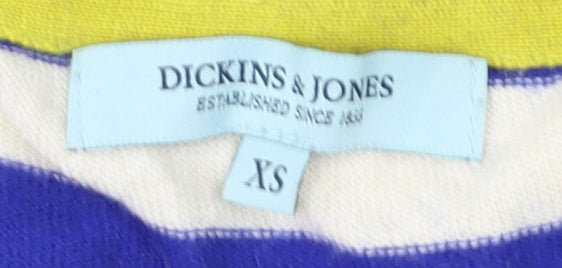 DICKINS & JONES
ESTABLISHED SINCE
XS